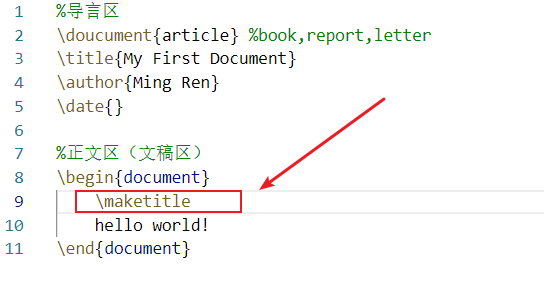 1 %导言区
2 \doucument{article} %book,report,letter
3 \title{My First Document}
4 \author{Ming Ren}
5 \date{}
6
7 %正文区（文稿区）
8 \begin{document}
9 \maketitle
10 hello world!
11 \end{document}